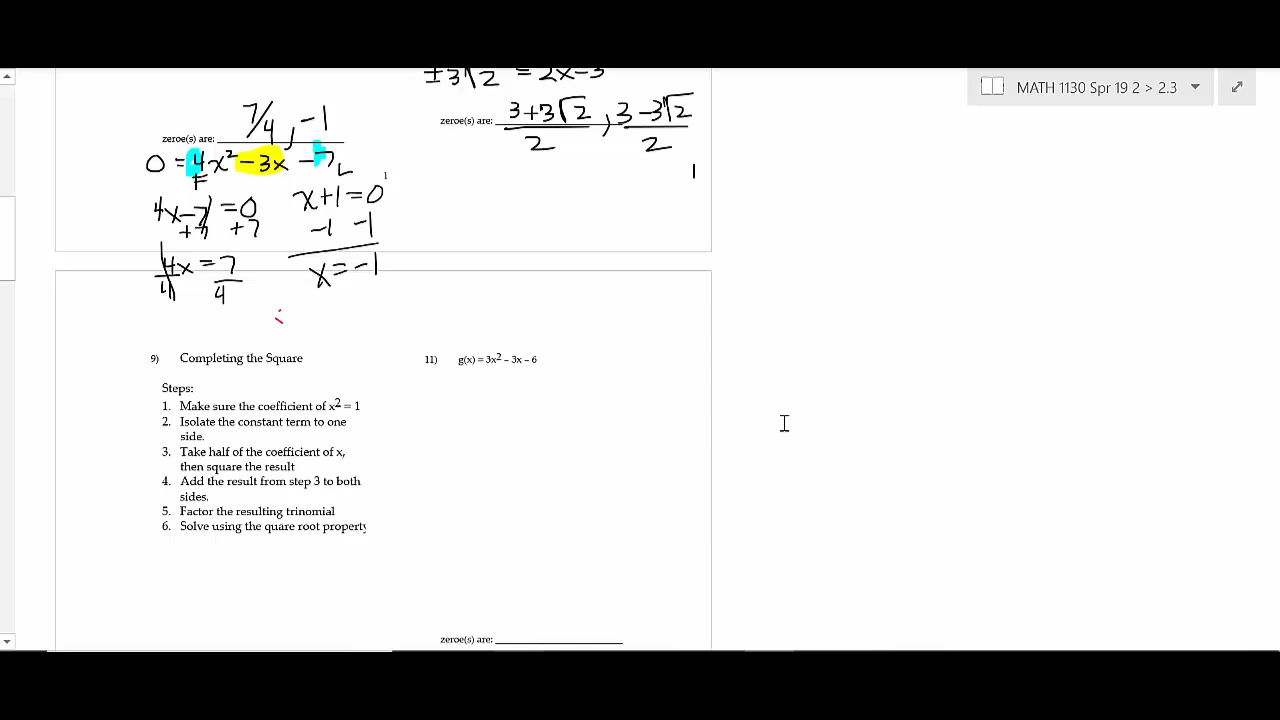 MATH 1130 Spr 19 2 > 2.3
±3√2 = 2x-3
zeroe(s) are: 7/4, -1
0 = 4x² - 3x - 7
F L
4x-7 = 0
+7 +7
4x = 7
4 4
x+1 = 0
-1 -1
x = -1
zeroe(s) are: 3+3√2 , 3-3√2
2 2
9) Completing the Square
Steps:
1. Make sure the coefficient of x2 = 1
2. Isolate the constant term to one
side.
3. Take half of the coefficient of x,
then square the result
4. Add the result from step 3 to both
sides.
5. Factor the resulting trinomial
6. Solve using the quare root property
11) g(x) = 3x2 - 3x - 6
zeroe(s) are: